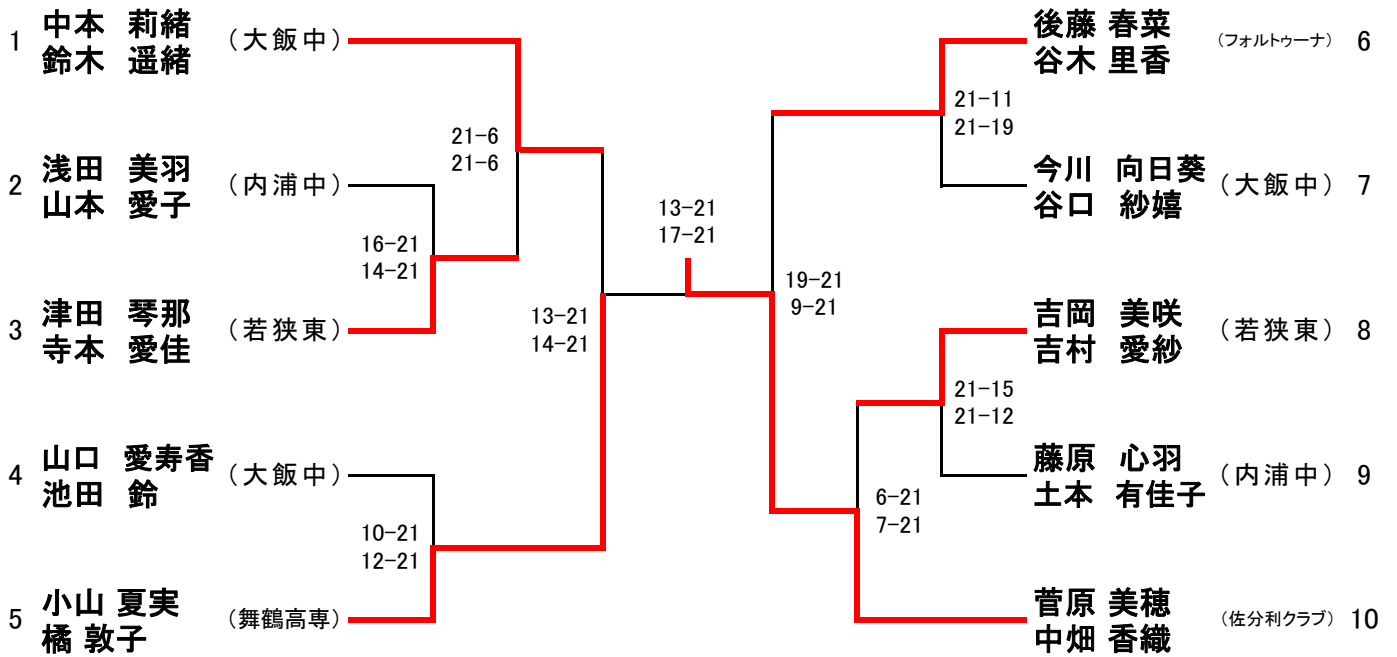 1 中本 莉緒 (大飯中)
鈴木 遥緒
21-6
21-6
2 浅田 美羽 (内浦中)
山本 愛子
16-21
14-21
3 津田 琴那 (若狭東)
寺本 愛佳
13-21
14-21
4 山口 愛寿香 (大飯中)
池田 鈴
10-21
12-21
5 小山 夏実 (舞鶴高専)
橘 敦子
13-21
17-21
後藤 春菜 (フォルトゥーナ) 6
谷木 里香
21-11
21-19
今川 向日葵 (大飯中) 7
谷口 紗嬉
19-21
9-21
吉岡 美咲 (若狭東) 8
吉村 愛紗
21-15
21-12
藤原 心羽 (内浦中) 9
土本 有佳子
6-21
7-21
菅原 美穂 (佐分利クラブ) 10
中畑 香織